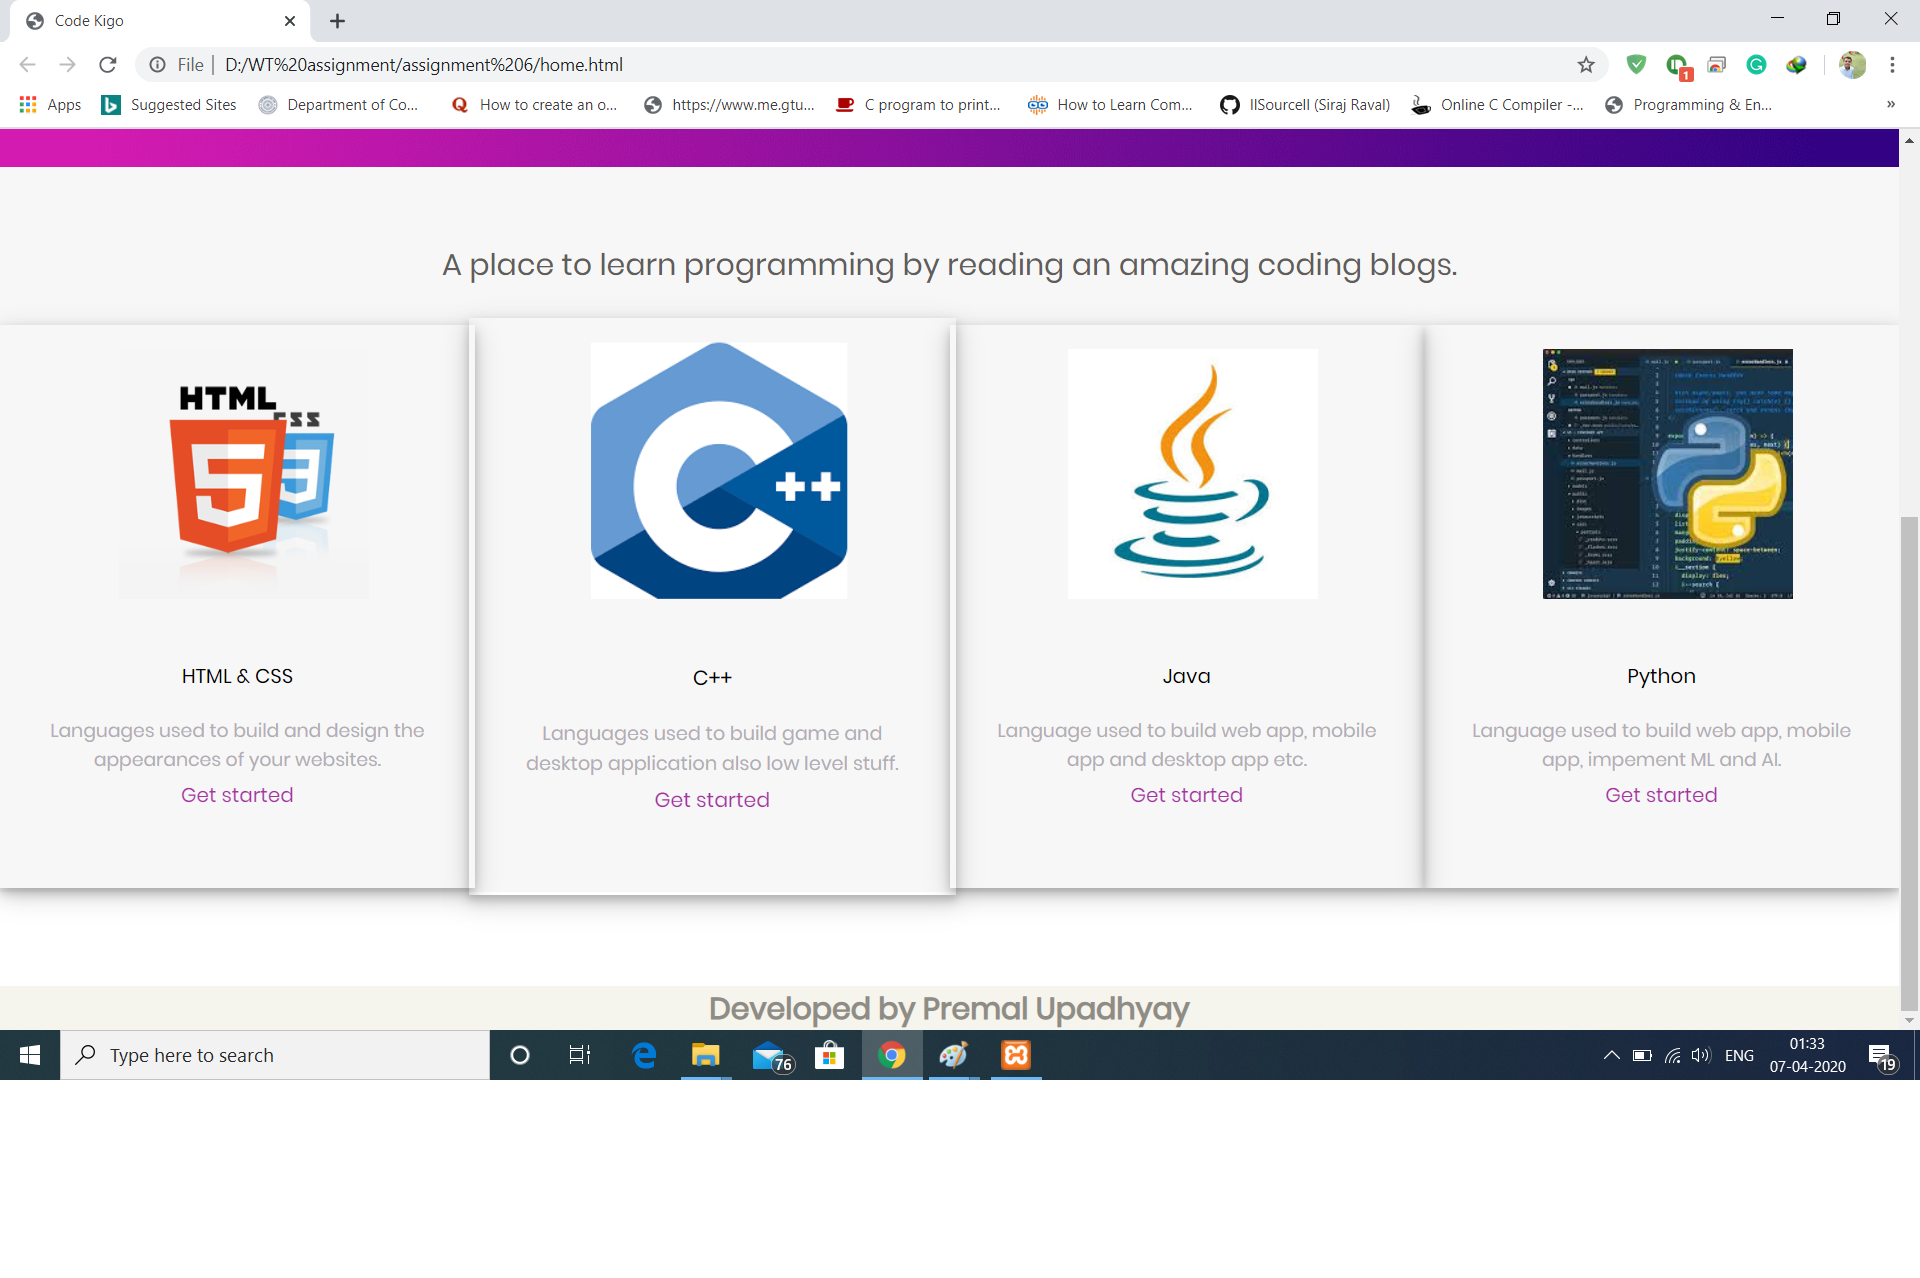 Code Kigo
File | D:/WT%20assignment/assignment%206/home.html
1
Apps Suggested Sites Department of Co... How to create an o... https://www.me.gtu... C program to print... How to Learn Com... llSourcell (Siraj Raval) Online C Compiler -... Programming & En... »
A place to learn programming by reading an amazing coding blogs.
HTML
CSS
5
3
C++
HTML & CSS
Languages used to build and design the
appearances of your websites.
Get started
C++
Languages used to build game and
desktop application also low level stuff.
Get started
Java
Language used to build web app, mobile
app and desktop app etc.
Get started
Python
Language used to build web app, mobile
app, impement ML and AI.
Get started
Developed by Premal Upadhyay
Type here to search
76
ENG
01:33
07-04-2020
19